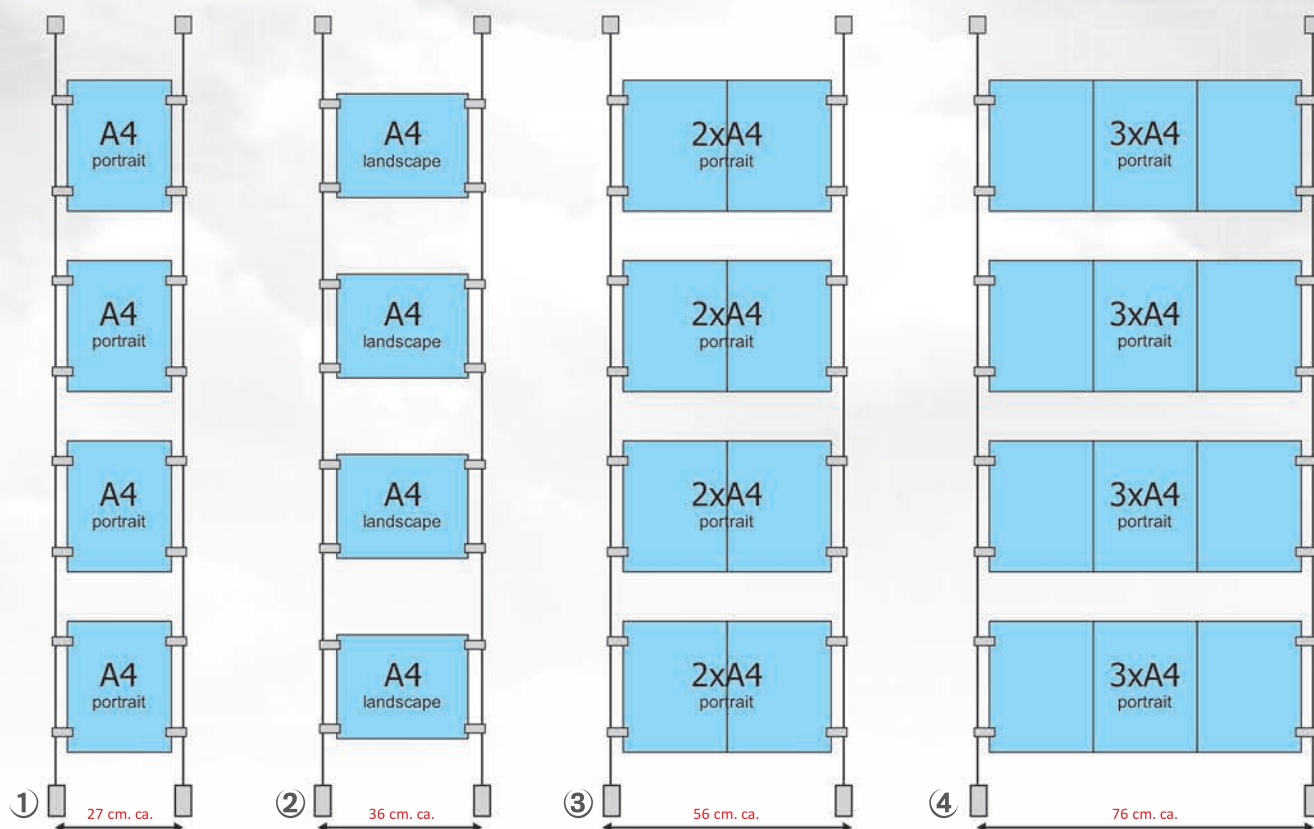 A4
portrait
A4
portrait
A4
portrait
A4
portrait
1
27 cm. ca.
A4
landscape
A4
landscape
A4
landscape
A4
landscape
2
36 cm. ca.
2xA4
portrait
2xA4
portrait
2xA4
portrait
2xA4
portrait
3
56 cm. ca.
3xA4
portrait
3xA4
portrait
3xA4
portrait
3xA4
portrait
4
76 cm. ca.